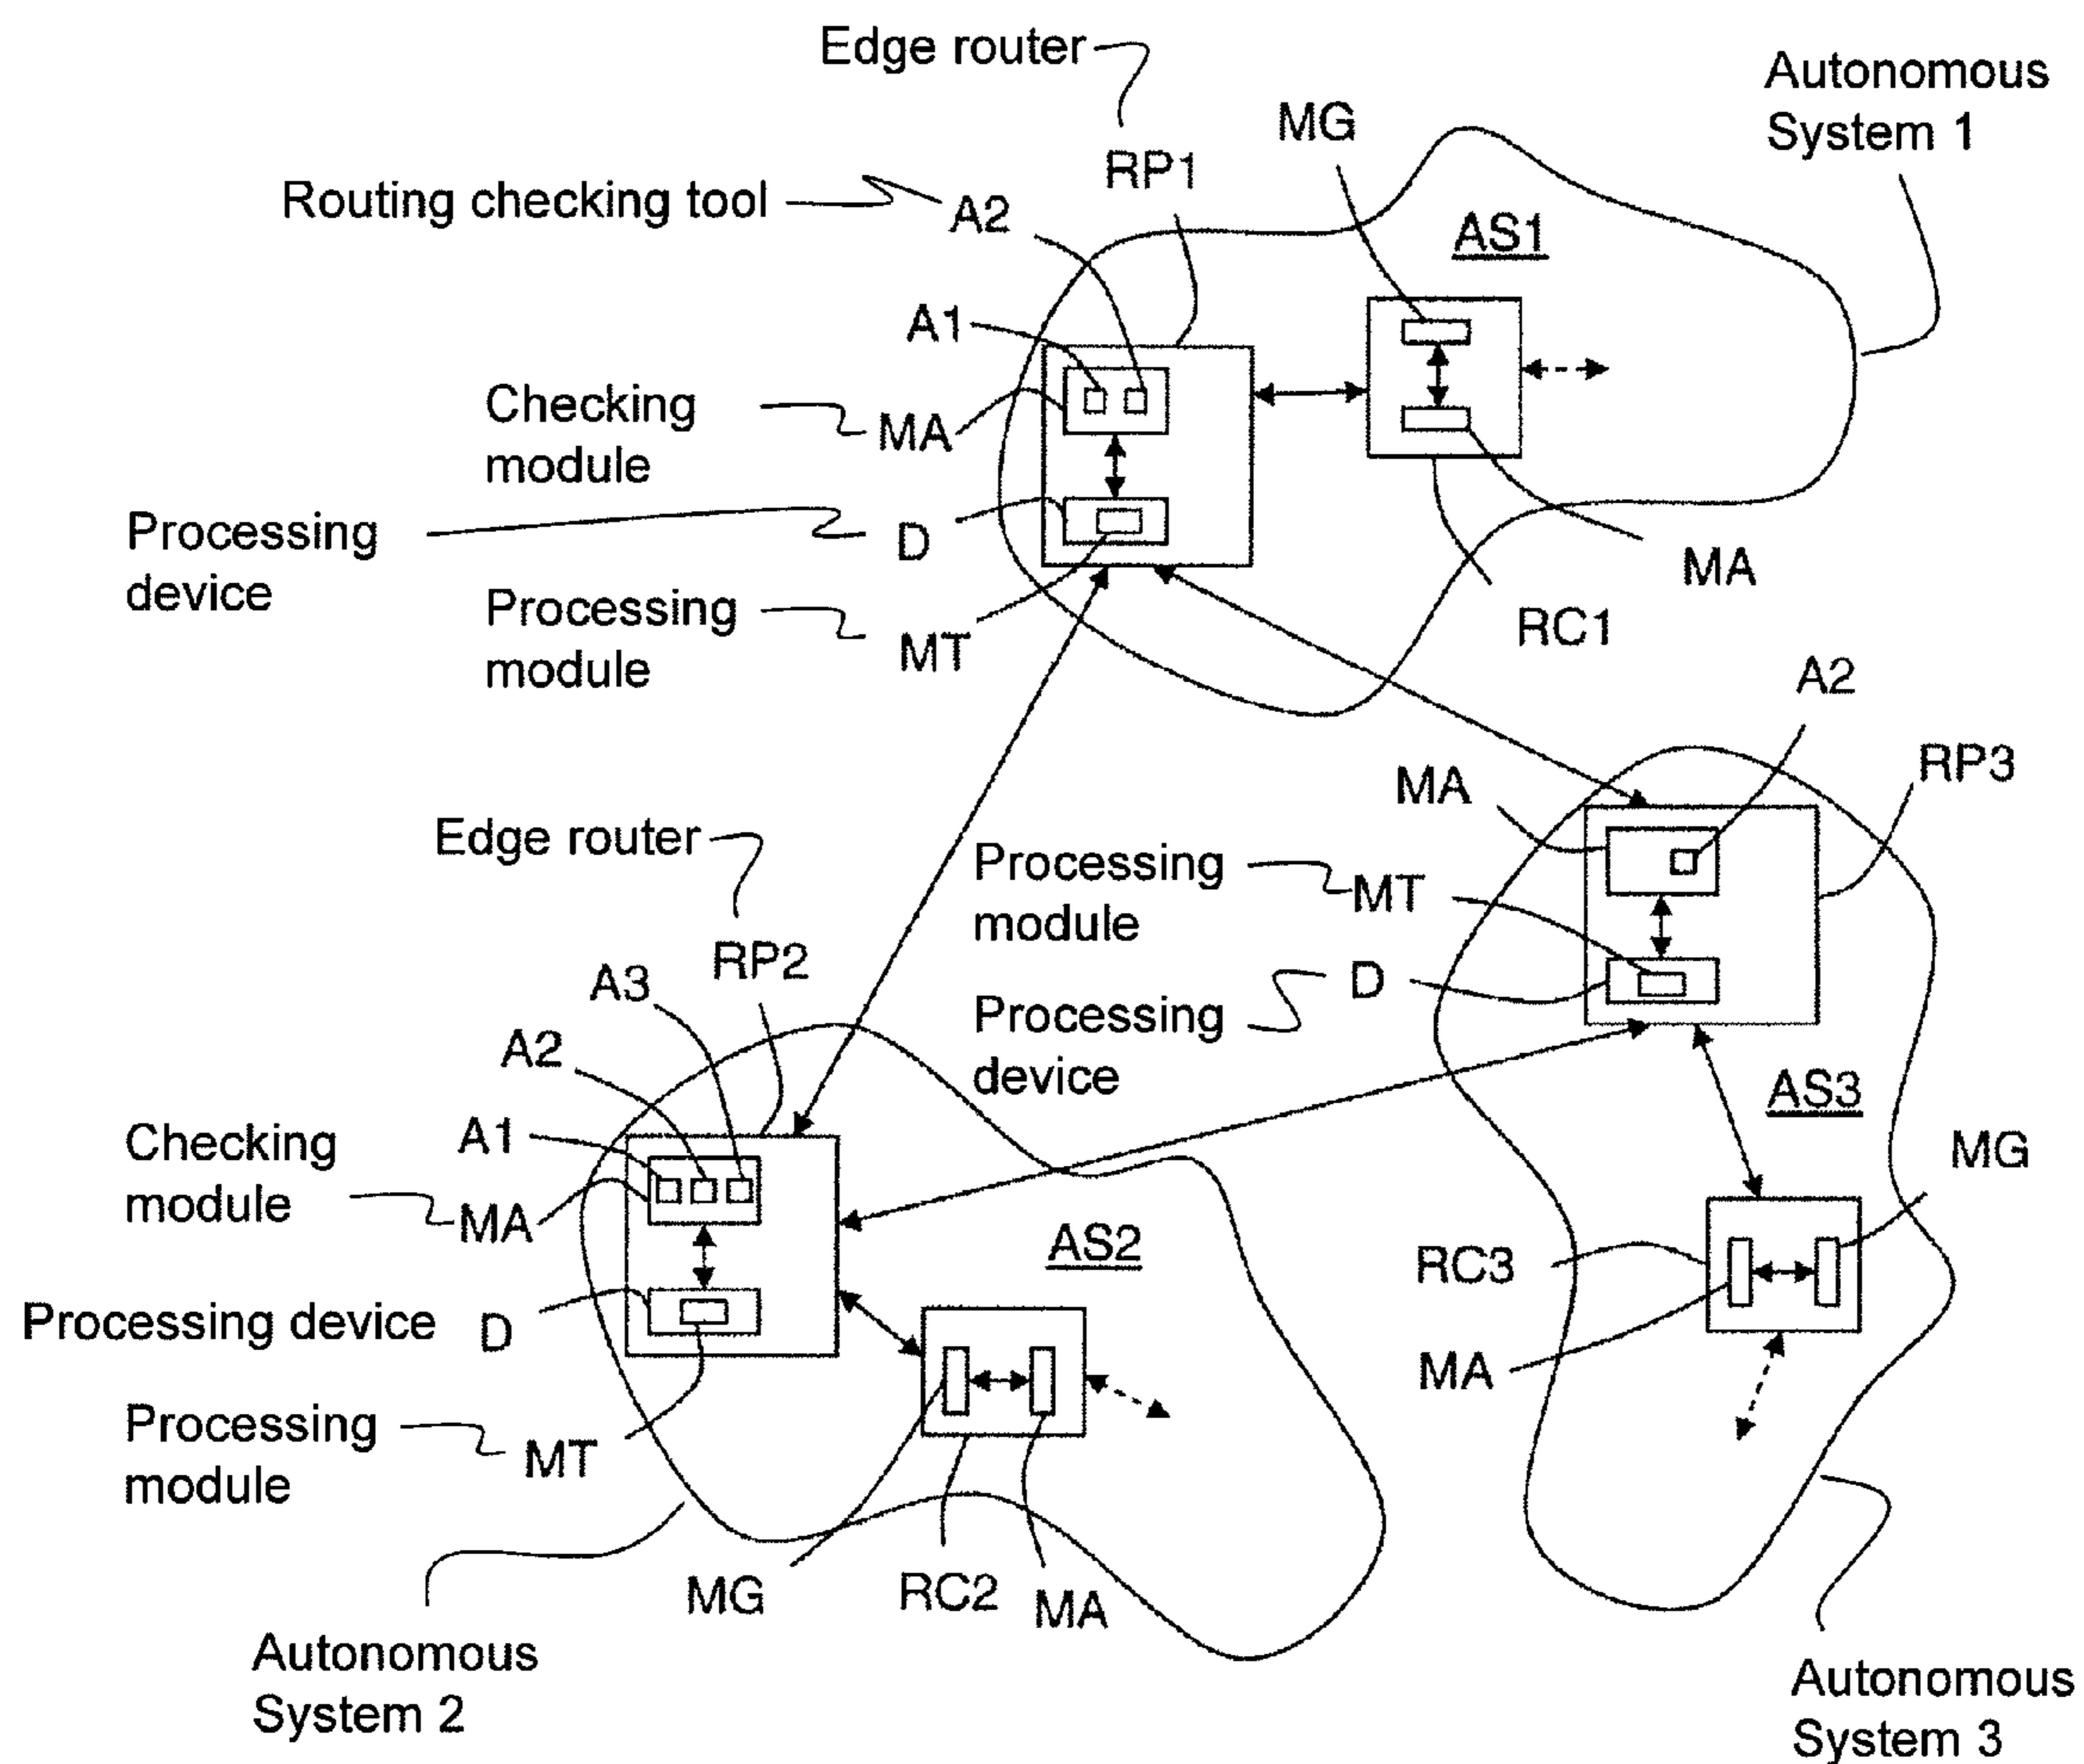 Edge router
Autonomous
System 1
MG
RP1
Routing checking tool
A2
AS1
A1
Checking
module
MA
Processing
device
D
MA
Processing
module
MT
RC1
A2
RP3
MA
Edge router
Processing
module
MT
RP2
A3
D
Processing
device
A2
AS3
Checking
module
A1
MA
MG
AS2
RC3
Processing device
D
MA
Processing
module
MT
MG
RC2
MA
Autonomous
System 2
Autonomous
System 3